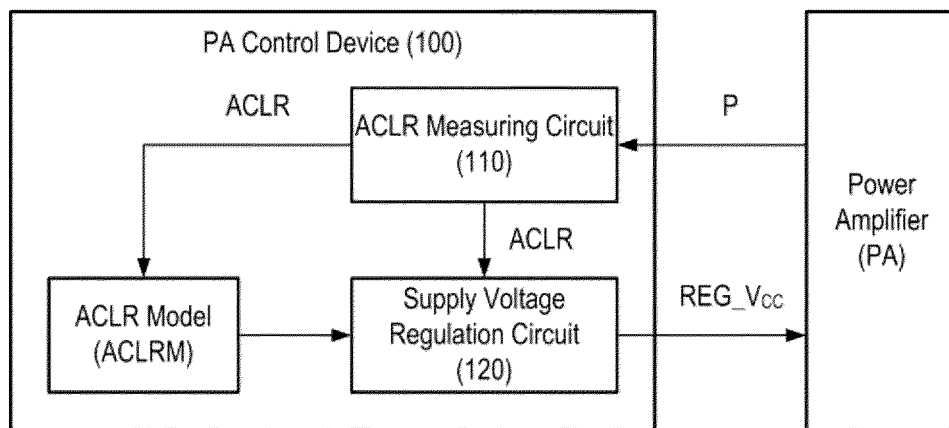 PA Control Device (100)
ACLR
ACLR Measuring Circuit
(110)
P
Power
Amplifier
(PA)
ACLR
ACLR Model
(ACLRM)
Supply Voltage
Regulation Circuit
(120)
REG_VCC